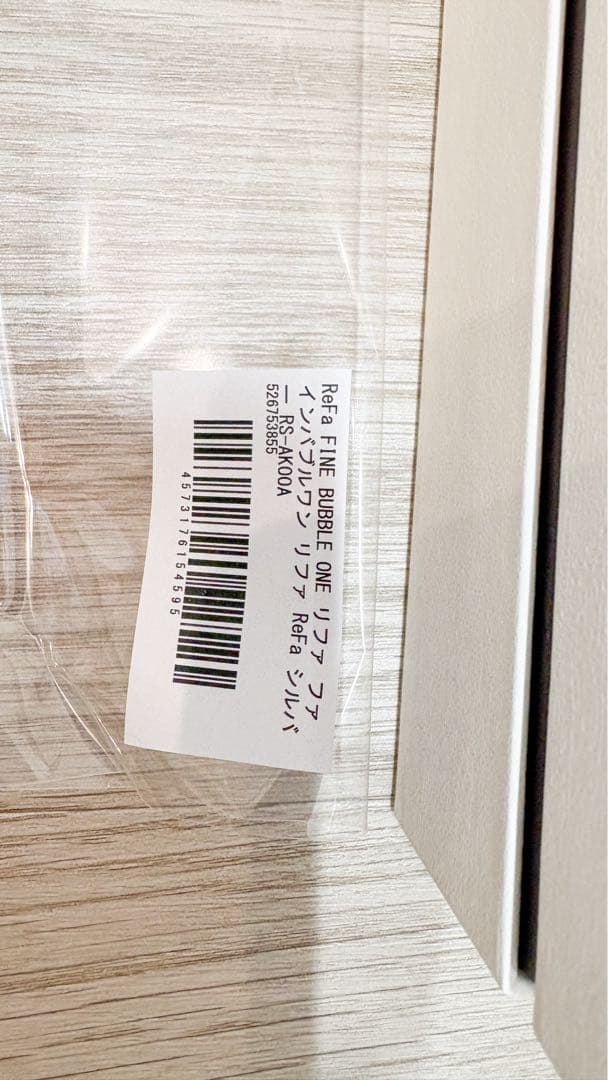 ReFa FINE BUBBLE ONE リファ ファ
インバブルワン リファ ReFa シルバ
ー RS-AK00A
526753855
4573176154595